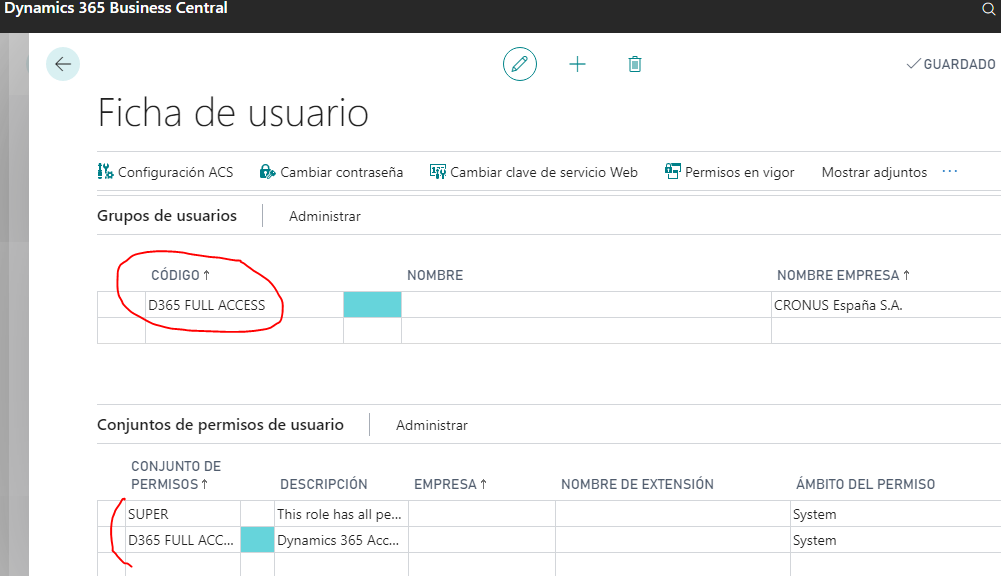 Dynamics 365 Business Central
GUARDADO
Ficha de usuario
Configuración ACS Cambiar contraseña Cambiar clave de servicio Web Permisos en vigor Mostrar adjuntos ...
Grupos de usuarios Administrar
CÓDIGO ↑ NOMBRE NOMBRE EMPRESA ↑
D365 FULL ACCESS CRONUS España S.A.
Conjuntos de permisos de usuario Administrar
CONJUNTO DE
PERMISOS ↑ DESCRIPCIÓN EMPRESA ↑ NOMBRE DE EXTENSIÓN ÁMBITO DEL PERMISO
SUPER This role has all pe... System
D365 FULL ACC... Dynamics 365 Acc... System